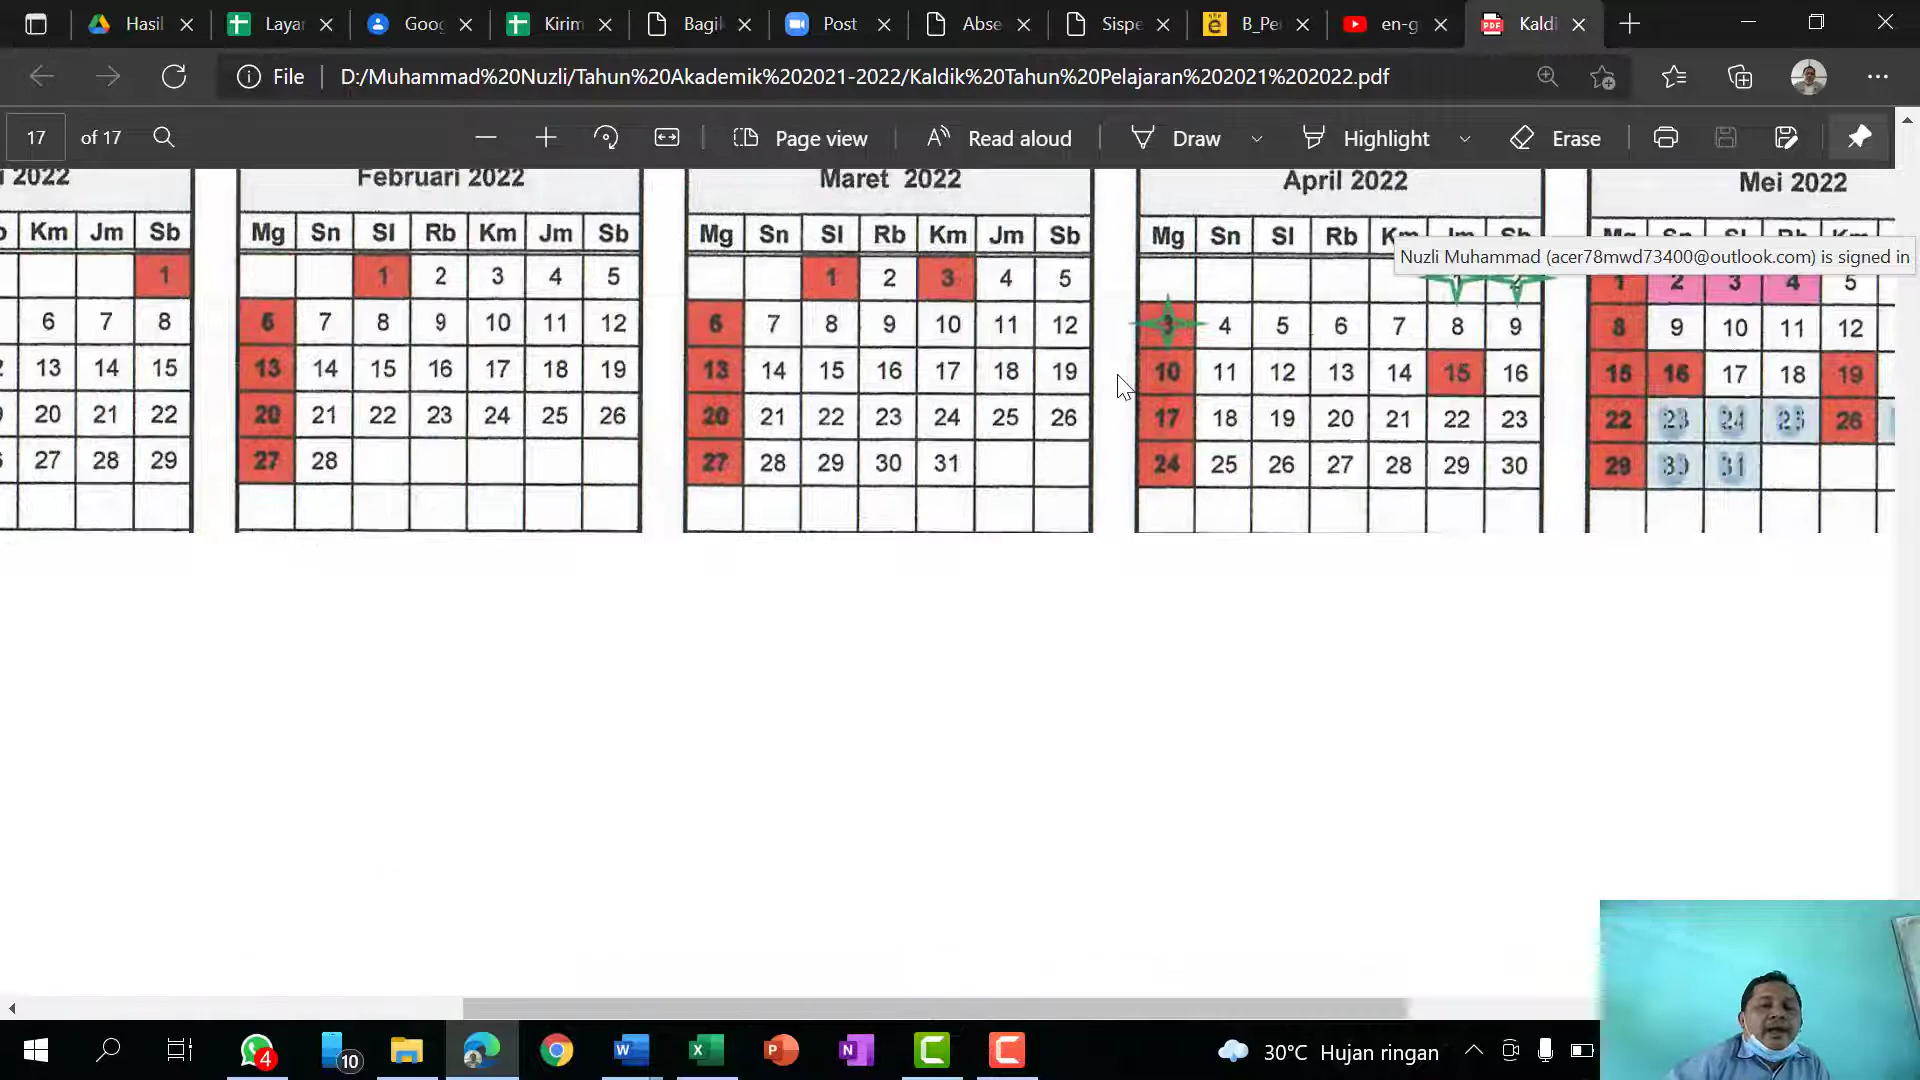 Hasil
Layar
Goog
Kirim
Bagik
Post
Abse
Sispe
B_Pe
en-g
Kaldi
File
D:/Muhammad%20Nuzli/Tahun%20Akademik%202021-2022/Kaldik%20Tahun%20Pelajaran%202021%202022.pdf
17 of 17
Page view
Read aloud
Draw
Highlight
Erase
Nuzli Muhammad (acer78mwd73400@outlook.com) is signed in
i 2022
Km Jm Sb
1
6 7 8
13 14 15
20 21 22
27 28 29
Februari 2022
Mg Sn Sl Rb Km Jm Sb
1 2 3 4 5
6 7 8 9 10 11 12
13 14 15 16 17 18 19
20 21 22 23 24 25 26
27 28
Maret 2022
Mg Sn Sl Rb Km Jm Sb
1 2 3 4 5
6 7 8 9 10 11 12
13 14 15 16 17 18 19
20 21 22 23 24 25 26
27 28 29 30 31
April 2022
Mg Sn Sl Rb
3 4 5 6 7 8 9
10 11 12 13 14 15 16
17 18 19 20 21 22 23
24 25 26 27 28 29 30
Mei 2022
1 2 3 4 5
8 9 10 11 12
15 16 17 18 19
22 23 24 25 26
29 30 31
4
10
30°C Hujan ringan